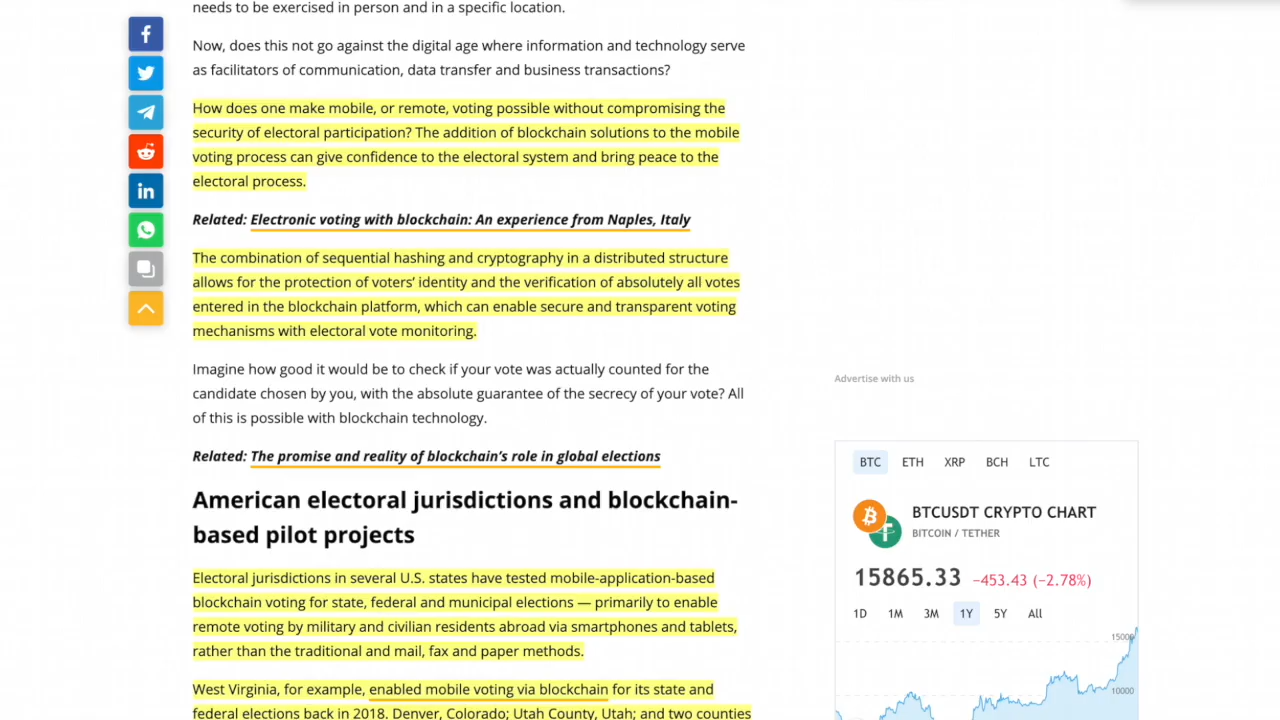 needs to be exercised in person and in a specific location.
Now, does this not go against the digital age where information and technology serve
as facilitators of communication, data transfer and business transactions?
How does one make mobile, or remote, voting possible without compromising the
security of electoral participation? The addition of blockchain solutions to the mobile
voting process can give confidence to the electoral system and bring peace to the
electoral process.
Related: Electronic voting with blockchain: An experience from Naples, Italy
The combination of sequential hashing and cryptography in a distributed structure
allows for the protection of voters’ identity and the verification of absolutely all votes
entered in the blockchain platform, which can enable secure and transparent voting
mechanisms with electoral vote monitoring.
Imagine how good it would be to check if your vote was actually counted for the
candidate chosen by you, with the absolute guarantee of the secrecy of your vote? All
of this is possible with blockchain technology.
Related: The promise and reality of blockchain’s role in global elections
American electoral jurisdictions and blockchain-
based pilot projects
Electoral jurisdictions in several U.S. states have tested mobile-application-based
blockchain voting for state, federal and municipal elections — primarily to enable
remote voting by military and civilian residents abroad via smartphones and tablets,
rather than the traditional and mail, fax and paper methods.
West Virginia, for example, enabled mobile voting via blockchain for its state and
federal elections back in 2018. Denver, Colorado; Utah County, Utah; and two counties
Advertise with us
BTC ETH XRP BCH LTC
BTCUSDT CRYPTO CHART
BITCOIN / TETHER
15865.33 −453.43 (−2.78%)
1D 1M 3M 1Y 5Y All
15000
10000